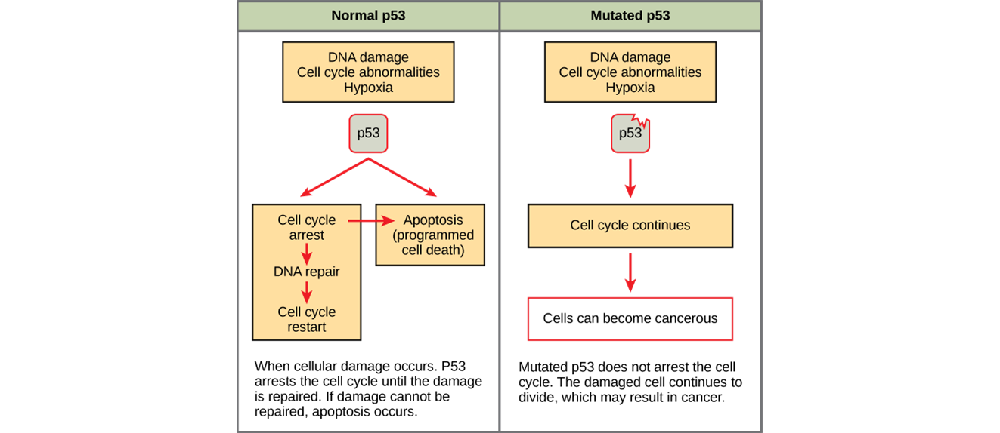 Normal p53
DNA damage
Cell cycle abnormalities
Hypoxia
p53
Cell cycle
arrest
DNA repair
Cell cycle
restart
Apoptosis
(programmed
cell death)
When cellular damage occurs. P53
arrests the cell cycle until the damage
is repaired. If damage cannot be
repaired, apoptosis occurs.
Mutated p53
DNA damage
Cell cycle abnormalities
Hypoxia
p53
Cell cycle continues
Cells can become cancerous
Mutated p53 does not arrest the cell
cycle. The damaged cell continues to
divide, which may result in cancer.